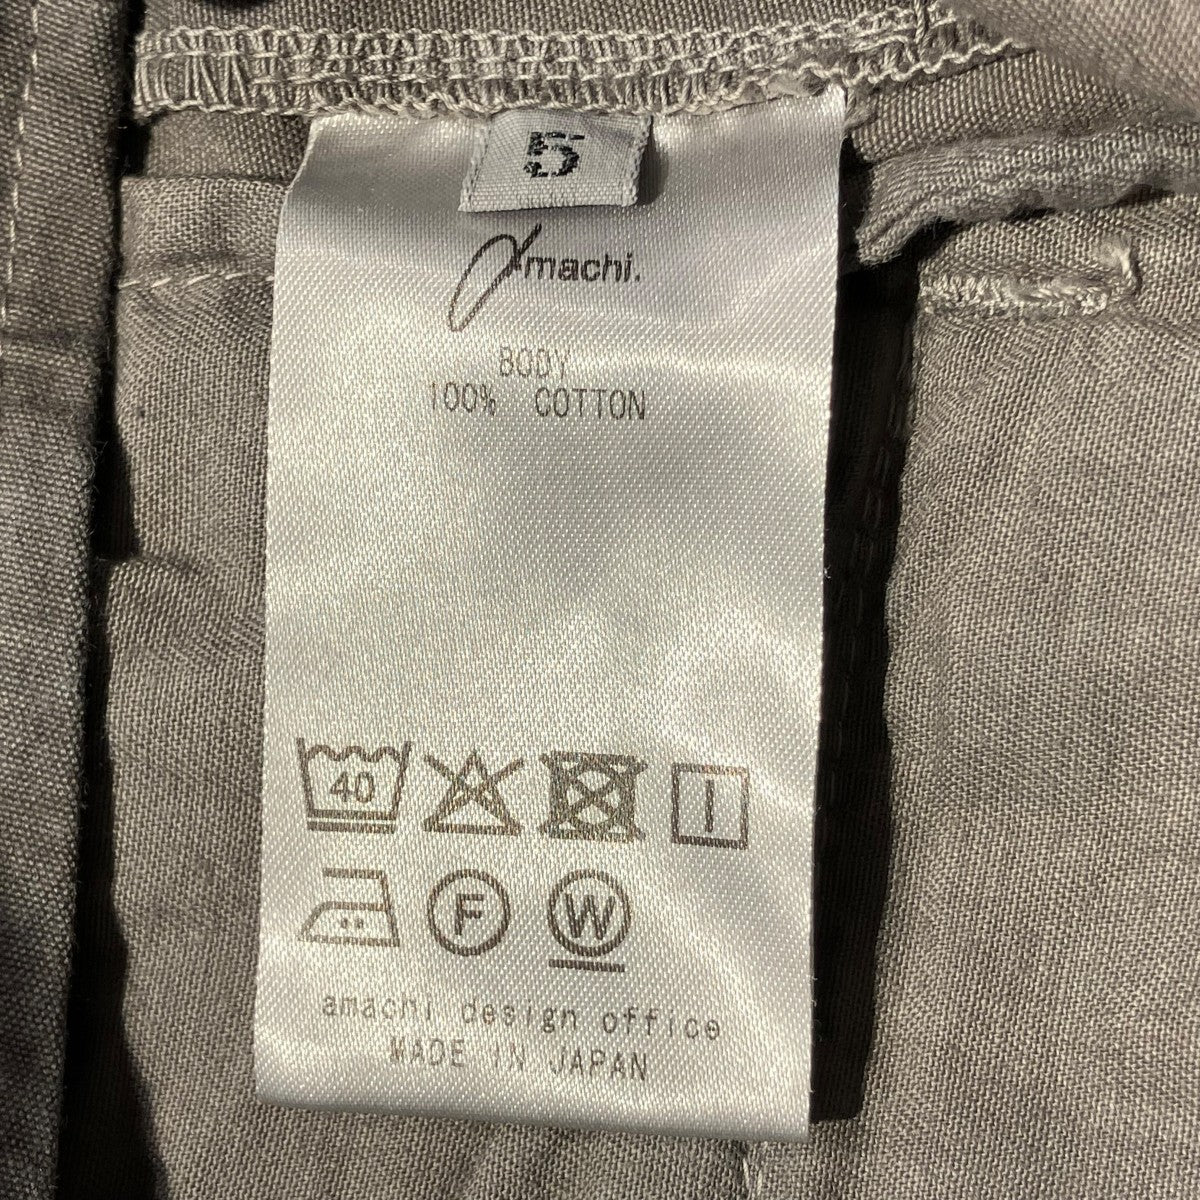 5
amachi.
BODY
100% COTTON
40
F
W
amachi design office
MADE IN JAPAN